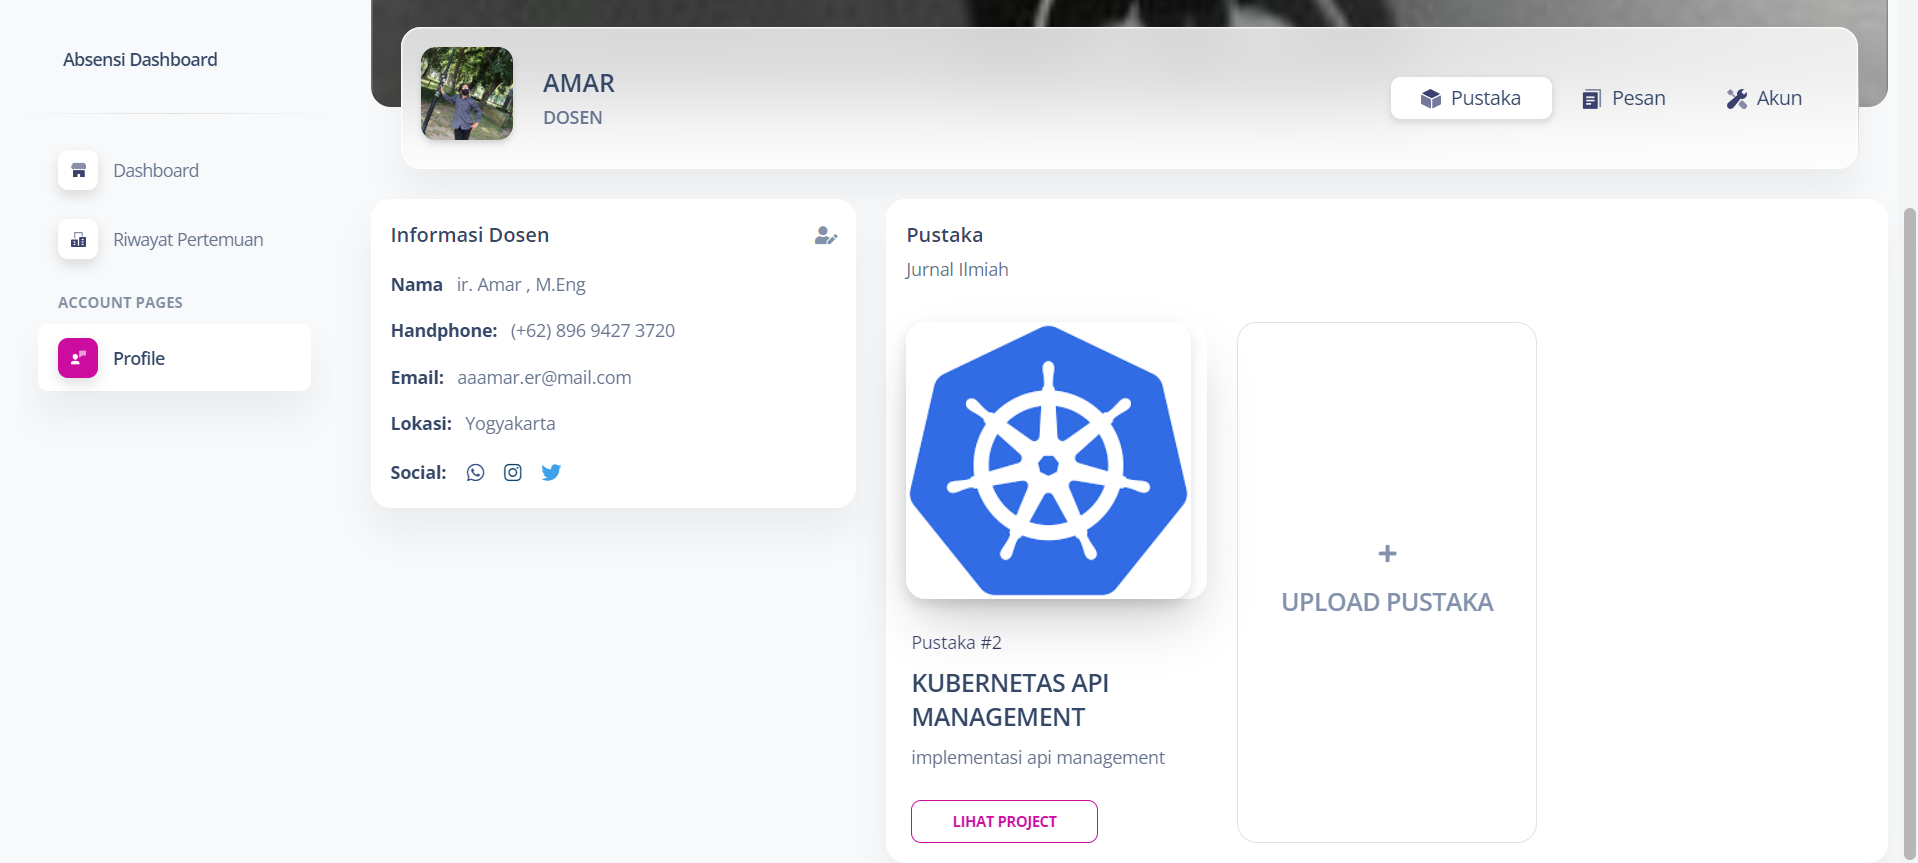 Absensi Dashboard
Dashboard
Riwayat Pertemuan
ACCOUNT PAGES
Profile
AMAR
DOSEN
Pustaka
Pesan
Akun
Informasi Dosen
Nama ir. Amar , M.Eng
Handphone: (+62) 896 9427 3720
Email: aaamar.er@mail.com
Lokasi: Yogyakarta
Social:
Pustaka
Jurnal Ilmiah
Pustaka #2
KUBERNETAS API
MANAGEMENT
implementasi api management
LIHAT PROJECT
UPLOAD PUSTAKA